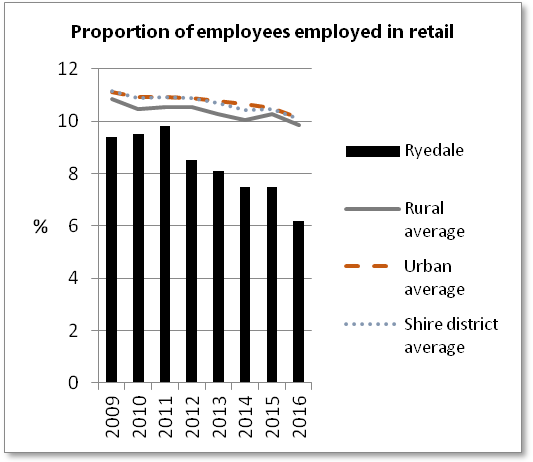 Proportion of employees employed in retail
12
10
8
6
4
2
0
%
2009
2010
2011
2012
2013
2014
2015
2016
Ryedale
Rural
average
Urban
average
Shire district
average